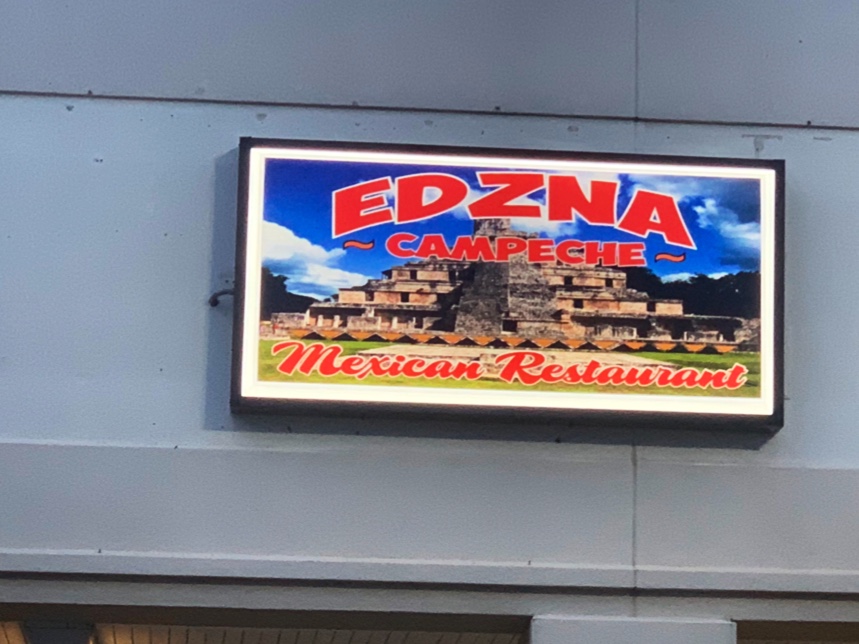 EDZNA
~ CAMPECHE ~
Mexican Restaurant